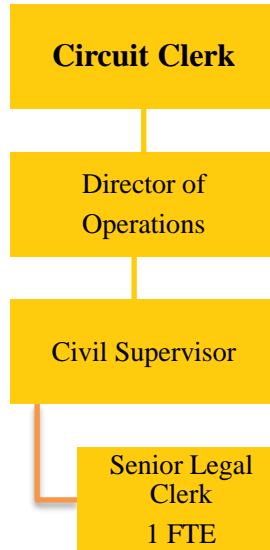 Circuit Clerk
Director of
Operations
Civil Supervisor
Senior Legal
Clerk
1 FTE